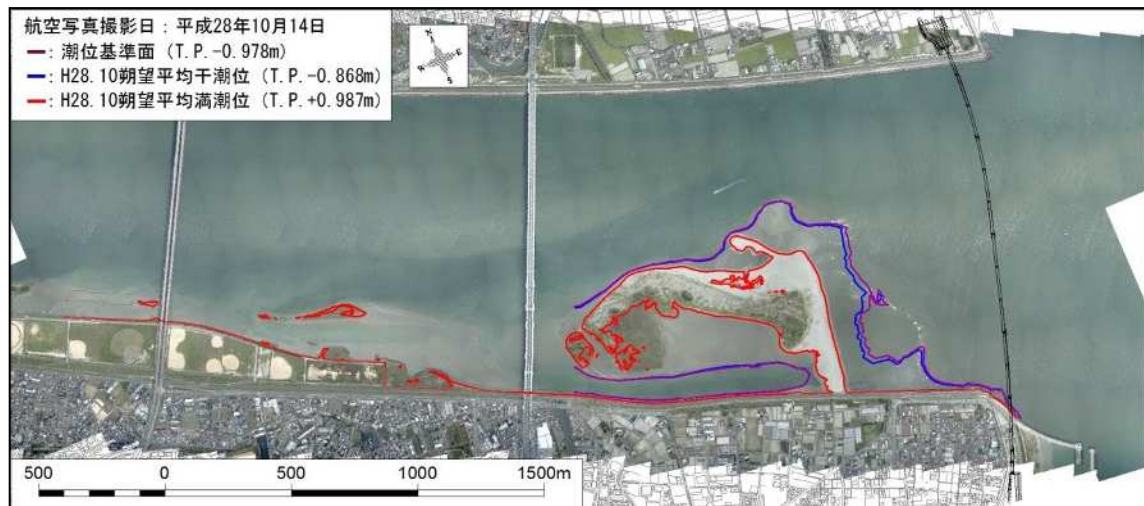 航空写真撮影日：平成28年10月14日
：潮位基準面（T.P.-0.978m）
：H28.10朔望平均干潮位（T.P.-0.868m）
：H28.10朔望平均満潮位（T.P.+0.987m）
N
E
W
S
500 0 500 1000 1500m